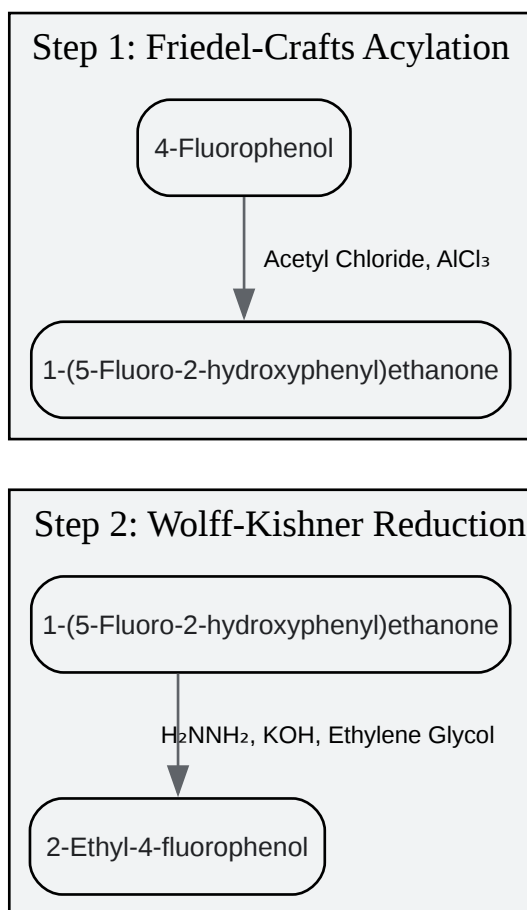 Step 1: Friedel-Crafts Acylation
4-Fluorophenol
Acetyl Chloride, AlCl₃
1-(5-Fluoro-2-hydroxyphenyl)ethanone
Step 2: Wolff-Kishner Reduction
1-(5-Fluoro-2-hydroxyphenyl)ethanone
H₂NNH₂, KOH, Ethylene Glycol
2-Ethyl-4-fluorophenol